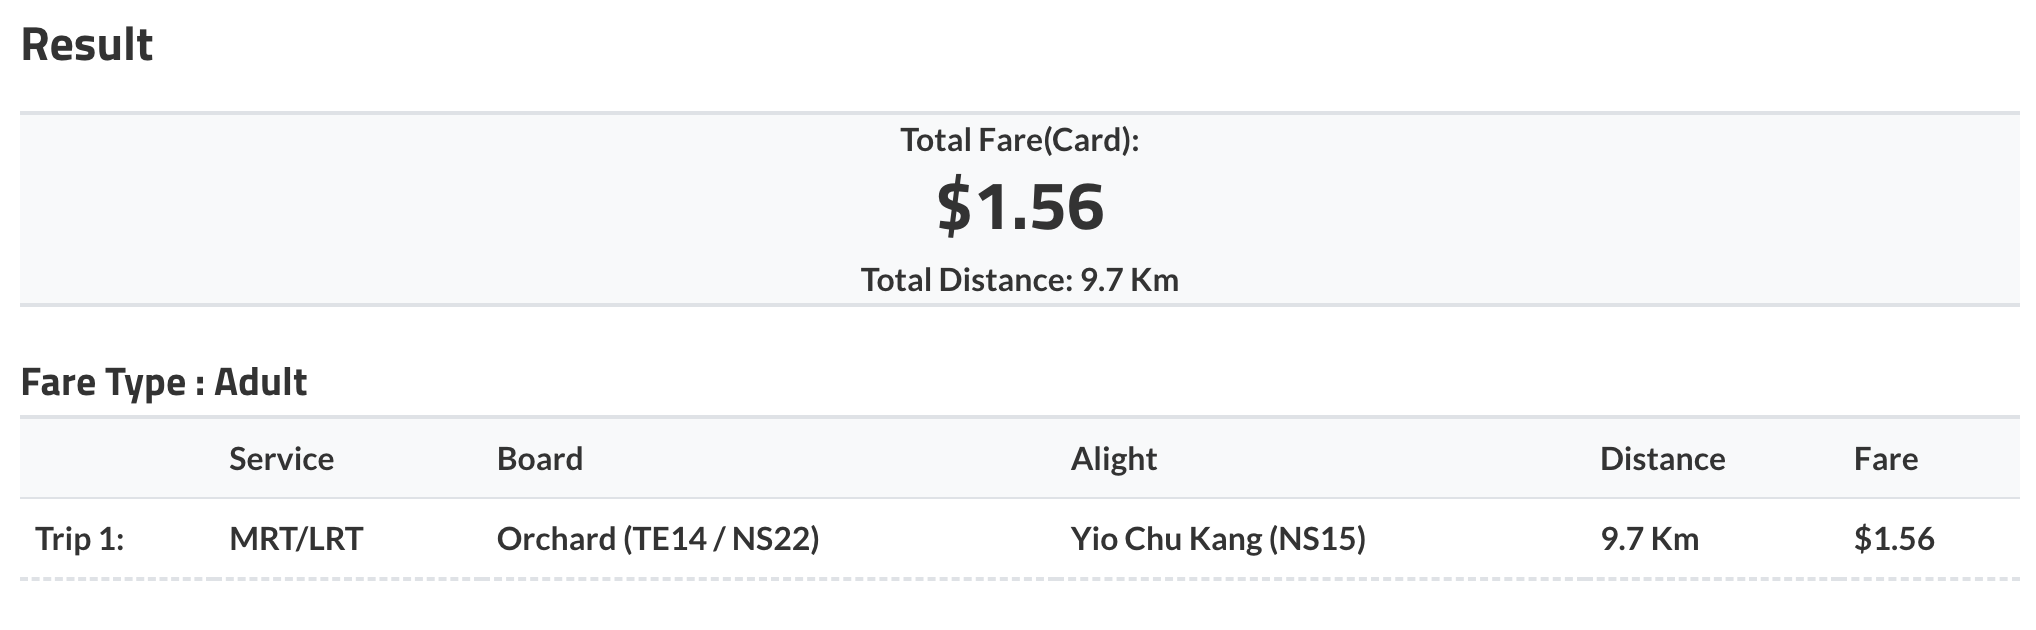 Result
Total Fare(Card):
$1.56
Total Distance: 9.7 Km
Fare Type : Adult
Service Board Alight Distance Fare
Trip 1: MRT/LRT Orchard (TE14 / NS22) Yio Chu Kang (NS15) 9.7 Km $1.56